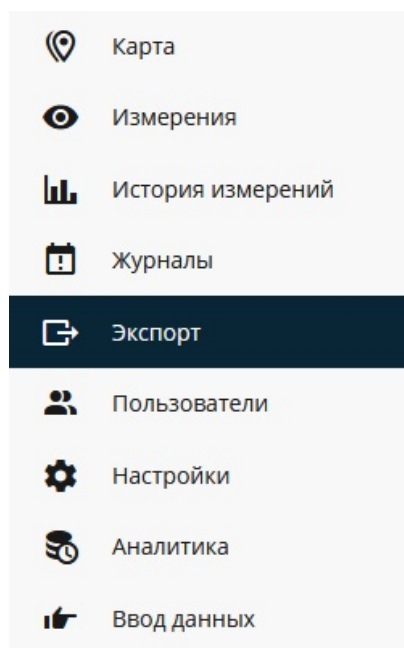 Карта
Измерения
История измерений
Журналы
Экспорт
Пользователи
Настройки
Аналитика
Ввод данных